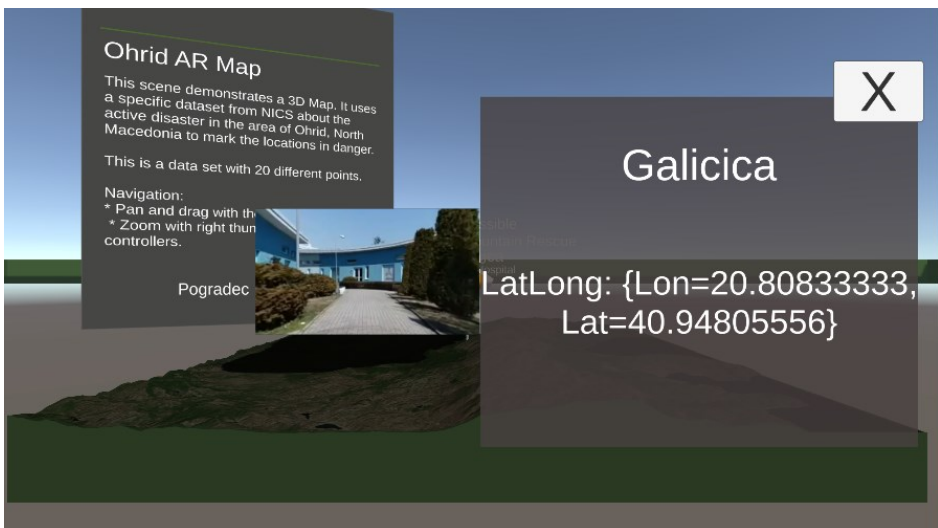 Ohrid AR Map
This scene demonstrates a 3D Map. It uses
a specific dataset from NICS about the
active disaster in the area of Ohrid, North
Macedonia to mark the locations in danger.
This is a data set with 20 different points.
Navigation:
* Pan and drag with th
* Zoom with right thum
controllers.
Pogradec
X
Galicica
LatLong: {Lon=20.80833333,
Lat=40.94805556}